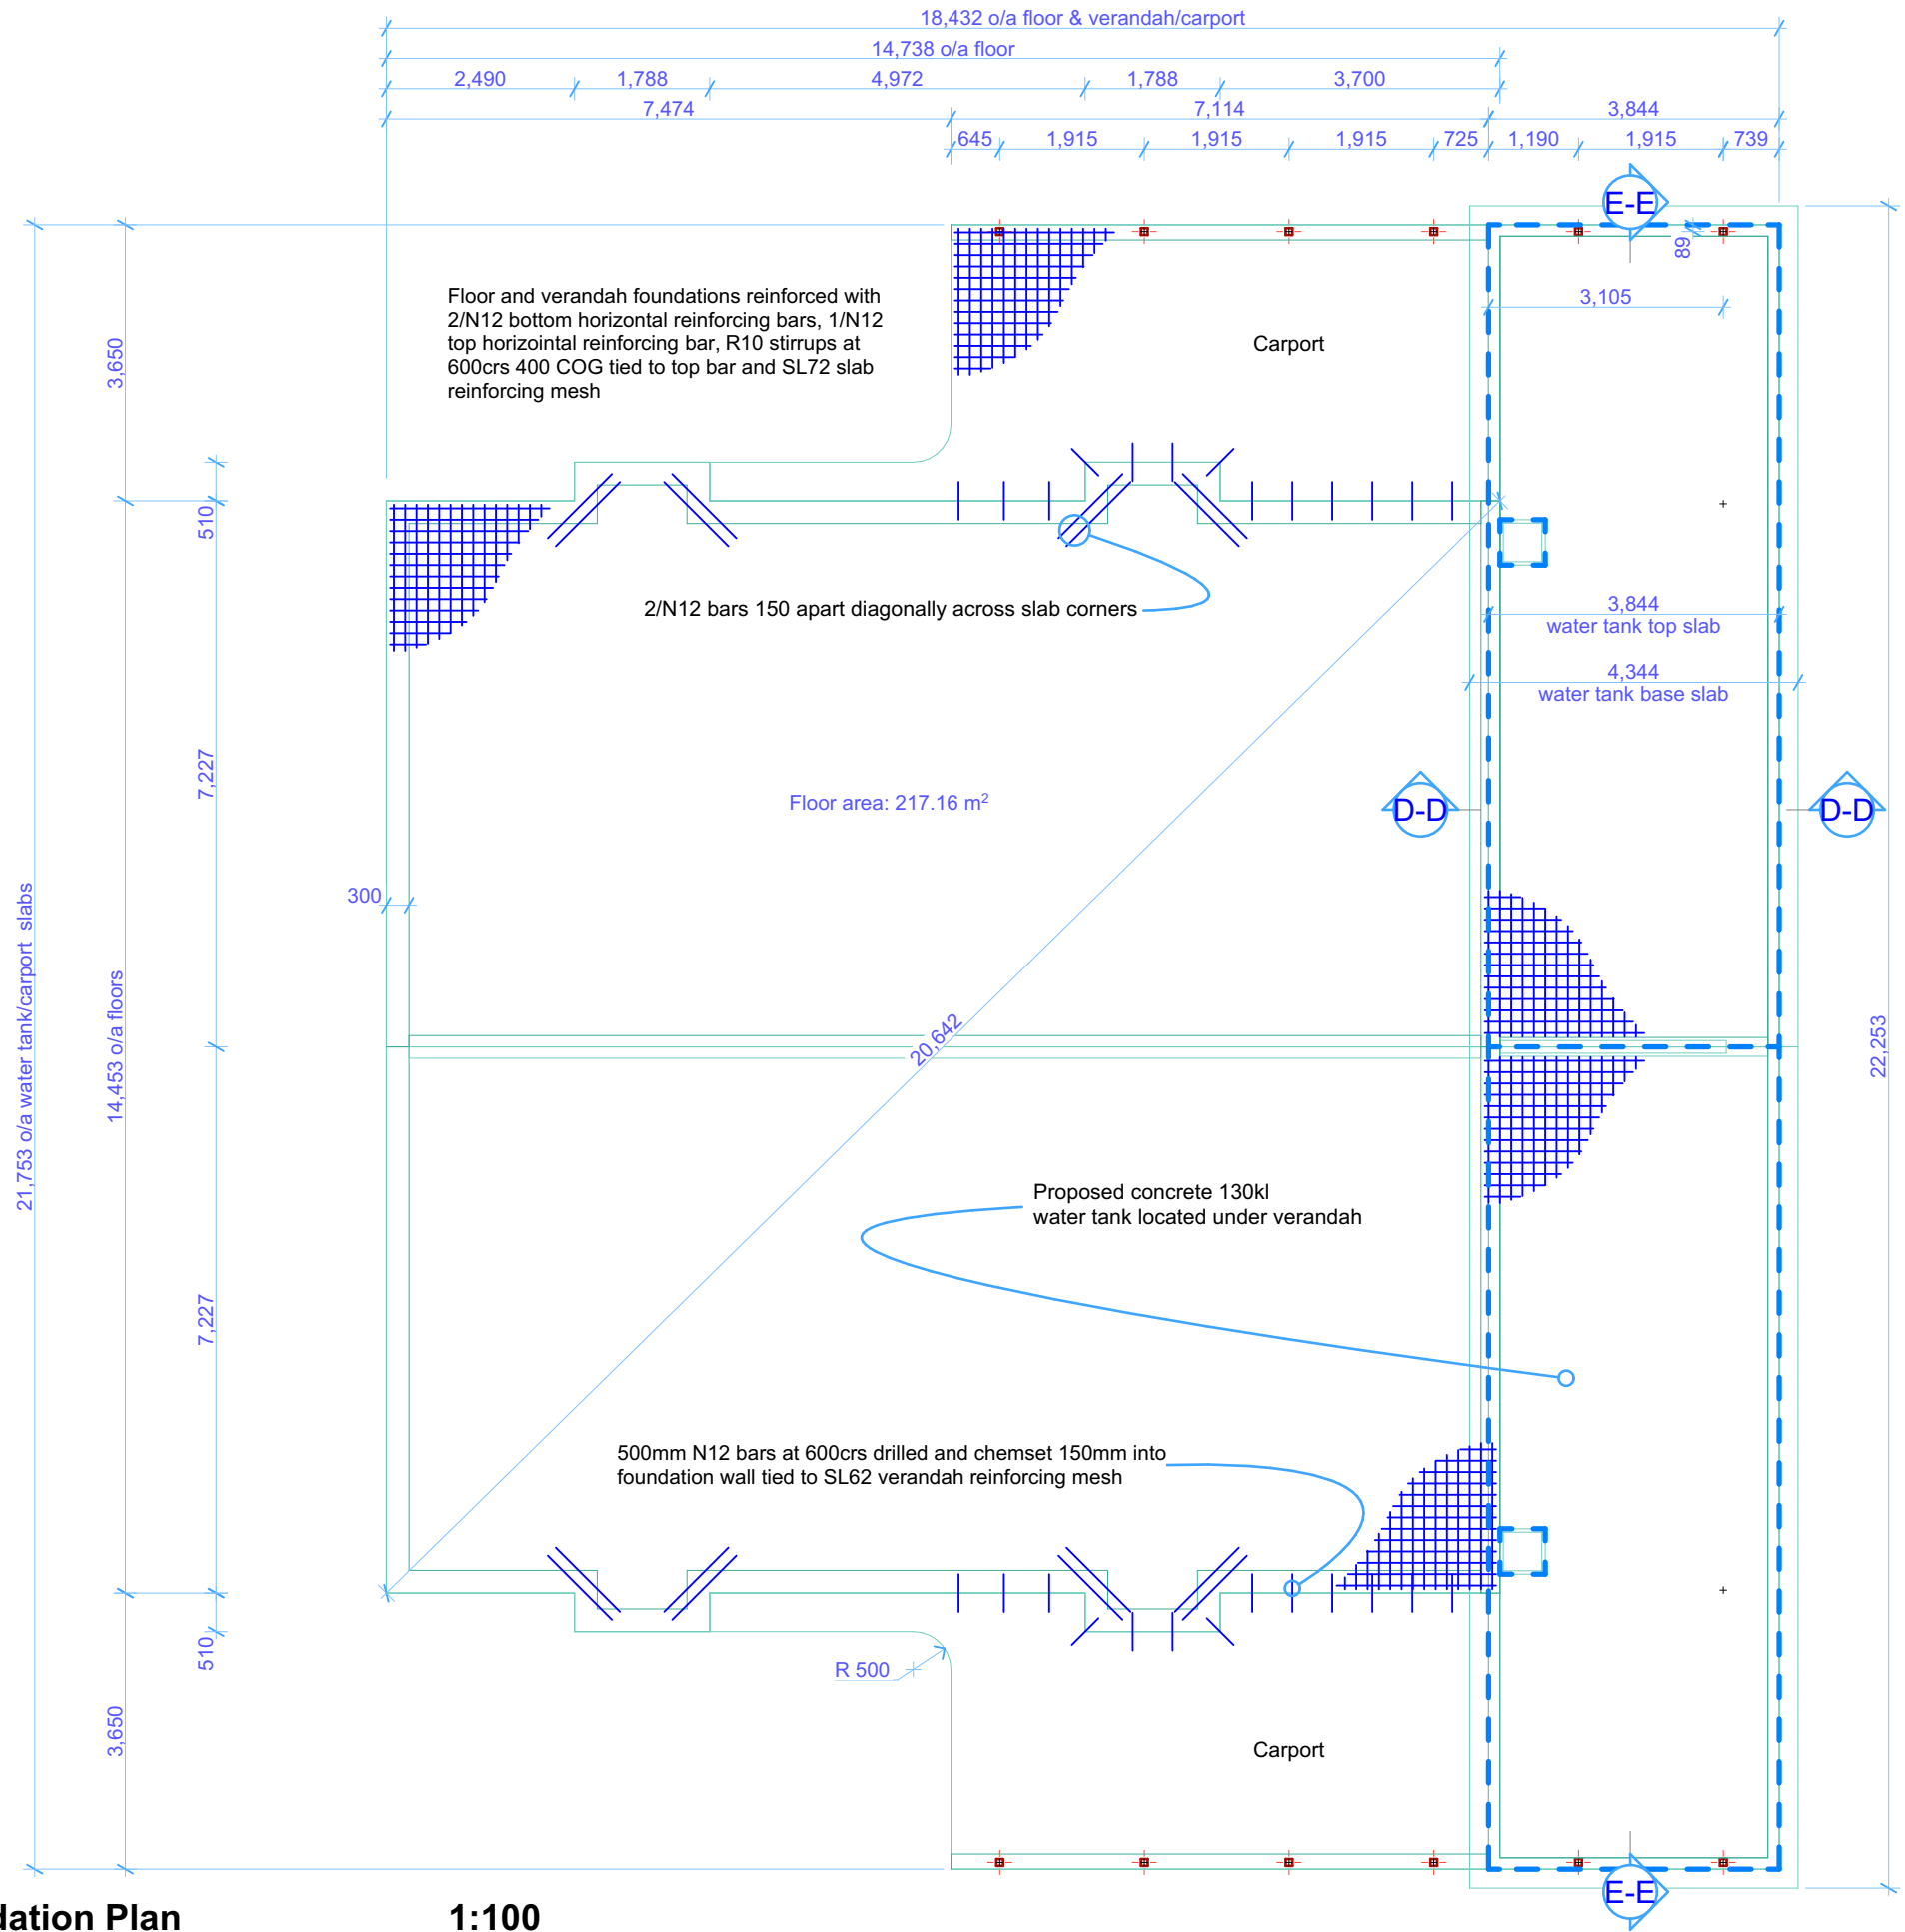 18,432 o/a floor & verandah/carport
14,738 o/a floor
2,490 1,788 4,972 1,788 3,700
7,474 7,114 3,844
645 1,915 1,915 1,915 725 1,190 1,915 739
E-E
89
3,105
Floor and verandah foundations reinforced with
2/N12 bottom horizontal reinforcing bars, 1/N12
top horizointal reinforcing bar, R10 stirrups at
600crs 400 COG tied to top bar and SL72 slab
reinforcing mesh
Carport
3,650
510
2/N12 bars 150 apart diagonally across slab corners
3,844
water tank top slab
4,344
water tank base slab
7,227
Floor area: 217.16 m²
D-D
D-D
300
21,753 o/a water tank/carport slabs
14,453 o/a floors
20,642
22,253
Proposed concrete 130kl
water tank located under verandah
7,227
500mm N12 bars at 600crs drilled and chemset 150mm into
foundation wall tied to SL62 verandah reinforcing mesh
510
R 500
3,650
Carport
E-E
dation Plan 1:100